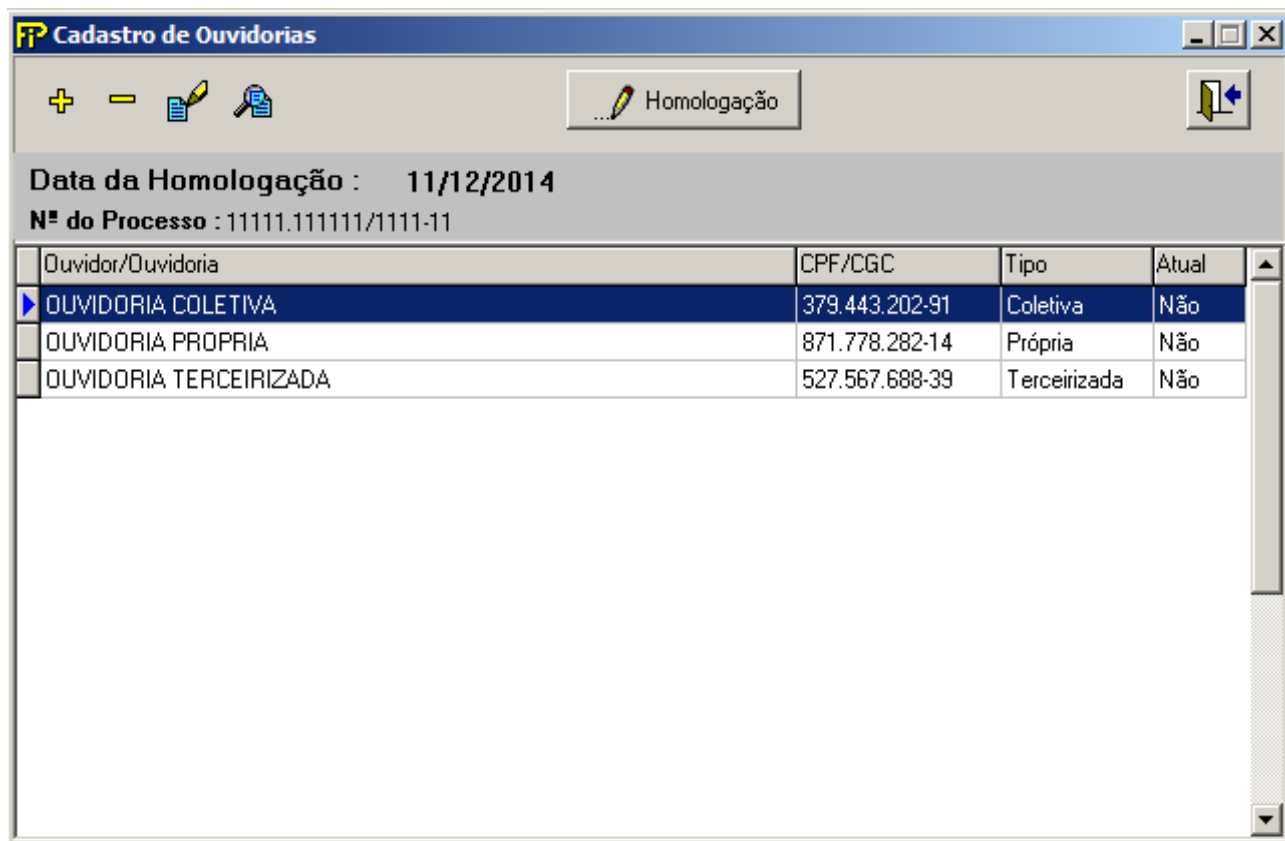 FiP Cadastro de Ouvidorias
... Homologação
Data da Homologação : 11/12/2014
Nº do Processo : 11111.111111/1111-11
Ouvidor/Ouvidoria CPF/CGC Tipo Atual
OUVIDORIA COLETIVA 379.443.202-91 Coletiva Não
OUVIDORIA PROPRIA 871.778.282-14 Própria Não
OUVIDORIA TERCEIRIZADA 527.567.688-39 Terceirizada Não